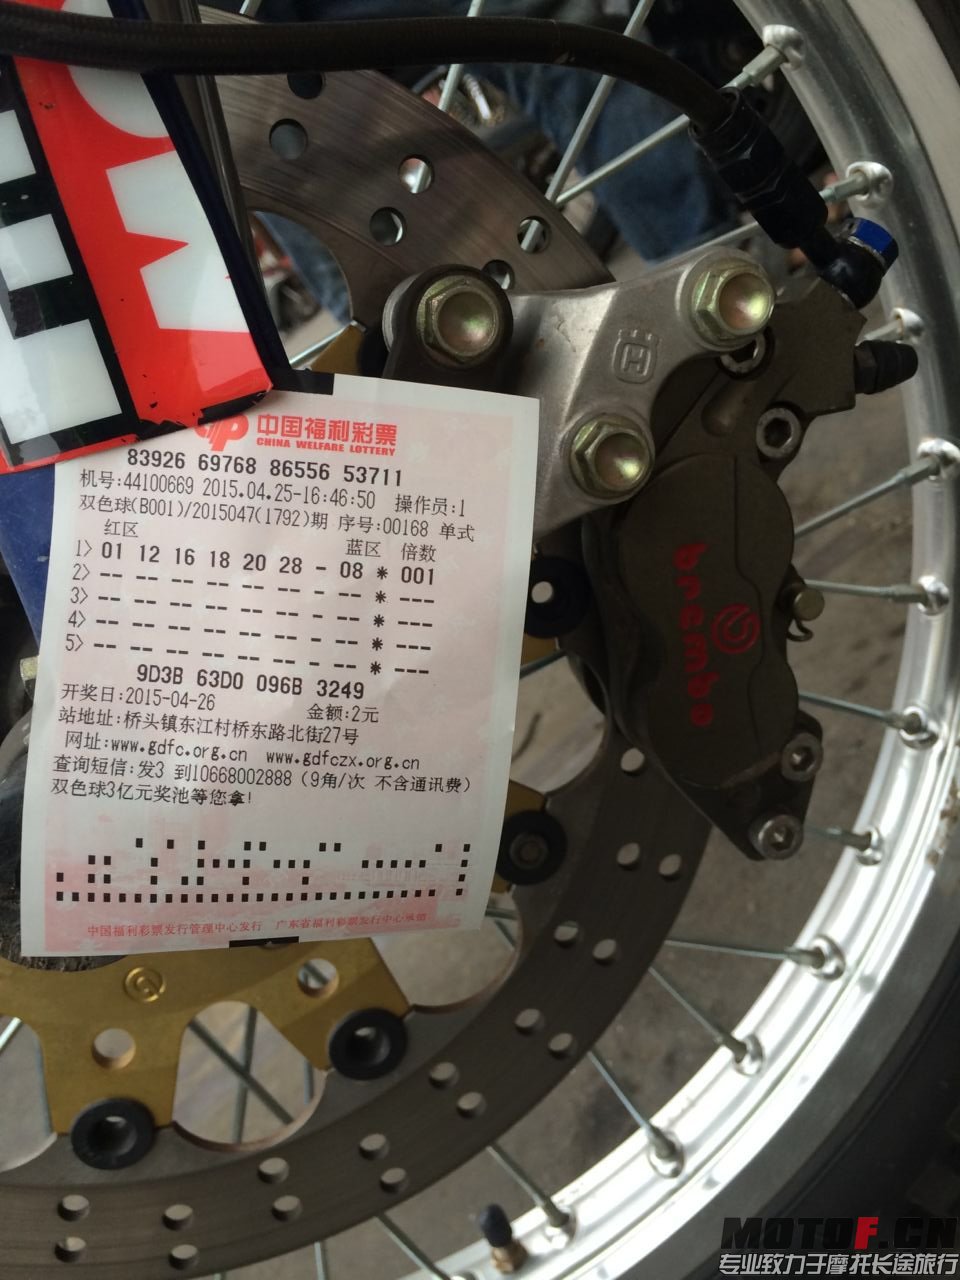 中国福利彩票
CHINA WELFARE LOTTERY
83926 69768 86556 53711
机号:44100669 2015.04.25-16:46:50 操作员:1
双色球(B001)/2015047(1792)期 序号:00168 单式
红区 蓝区 倍数
1> 01 12 16 18 20 28 - 08 * 001
2> -- -- -- -- -- -- - -- * ---
3> -- -- -- -- -- -- - -- * ---
4> -- -- -- -- -- -- - -- * ---
5> -- -- -- -- -- -- - -- * ---
9D3B 63D0 096B 3249
开奖日:2015-04-26 金额:2元
站地址:桥头镇东江村桥东路北街27号
网址:www.gdfc.org.cn www.gdfczx.org.cn
查询短信:发3 到10668002888（9角/次 不含通讯费）
双色球3亿元奖池等您拿!
中国福利彩票发行管理中心发行 广东省福利彩票发行中心承销
H
brembo
MOTOF.CN
专业致力于摩托长途旅行